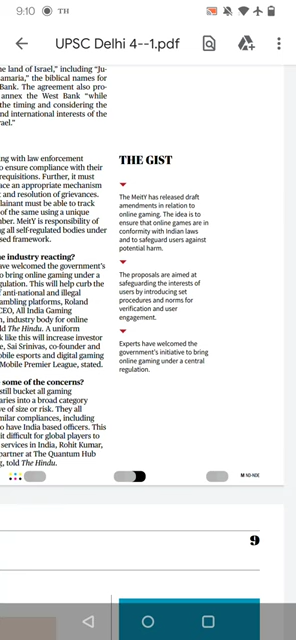 9:10 TH
UPSC Delhi 4--1.pdf
he land of Israel,” including “Ju-
amaria,” the biblical names for
Bank. The agreement also pro-
annex the West Bank “while
the timing and considering the
nd international interests of the
rael.”
ng with law enforcement
o ensure compliance with their
requisitions. Further, it must
ace an appropriate mechanism
t and resolution of grievances.
plainant must be able to track
of the same using a unique
mber. MeitY is responsibility of
ng all self-regulated bodies under
sed framework.
e industry reacting?
ave welcomed the government's
o bring online gaming under a
gulation. This will help curb the
f anti-national and illegal
ambling platforms, Roland
CEO, All India Gaming
n, industry body for online
ld The Hindu. A uniform
k like this will increase investor
e, Sai Srinivas, co-founder and
obile esports and digital gaming
Mobile Premier League, stated.
some of the concerns?
still bucket all gaming
aries into a broad category
ve of size or risk. They all
milar compliances, including
o have India based officers. This
it difficult for global players to
services in India, Rohit Kumar,
partner at The Quantum Hub
g, told The Hindu.
THE GIST
The MeitY has released draft
amendments in relation to
online gaming. The idea is to
ensure that online games are in
conformity with Indian laws
and to safeguard users against
potential harm.
The proposals are aimed at
safeguarding the interests of
users by introducing set
procedures and norms for
verification and user
engagement.
Experts have welcomed the
government's initiative to bring
online gaming under a central
regulation.
M ND-NDE
9